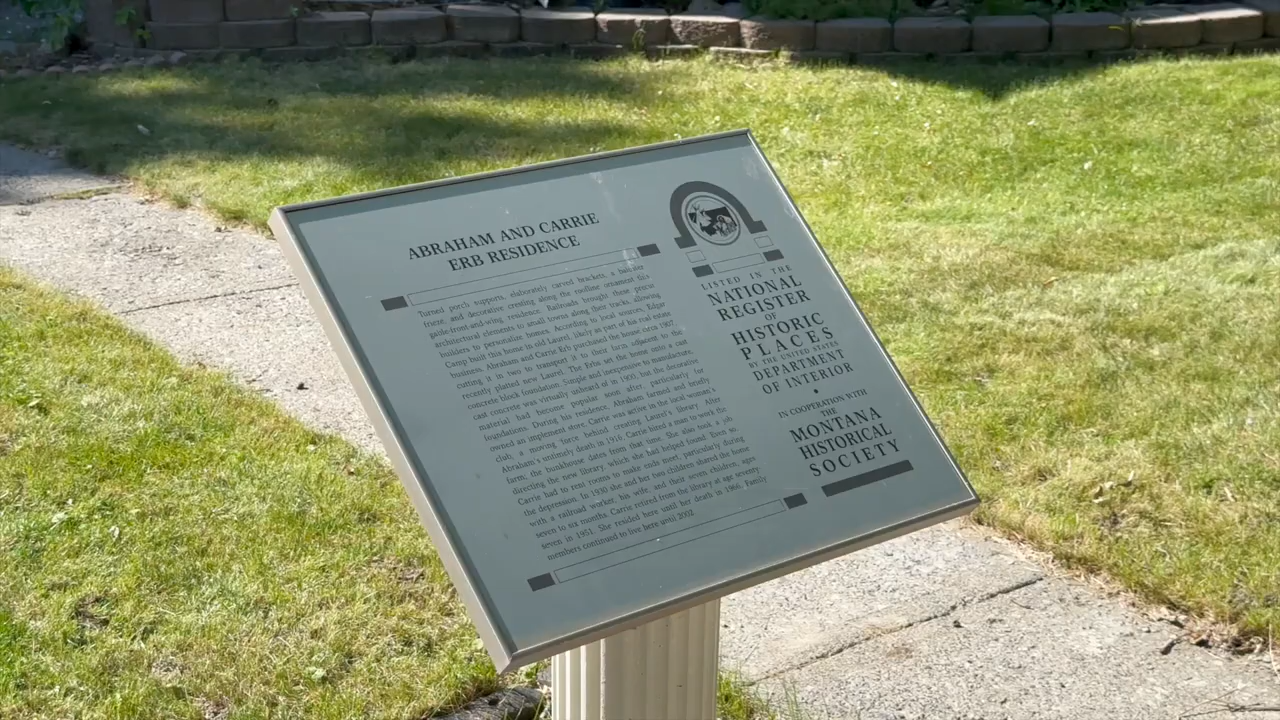 ABRAHAM AND CARRIE
ERB RESIDENCE
Turned porch supports, elaborately carved brackets, a banister
frieze, and decorative cresting along the roofline ornament this
gable-front-and-wing residence. Railroads brought these precut
architectural elements to small towns along their tracks, allowing
builders to personalize homes. According to local sources, Edgar
Camp built this home in old Laurel, likely as part of his real estate
business. Abraham and Carrie Erb purchased the house circa 1907,
cutting it in two to transport it to their farm adjacent to the
recently platted new Laurel. The Erbs set the home onto a cast
concrete block foundation. Simple and inexpensive to manufacture,
cast concrete was virtually unheard of in 1900, but the decorative
material had become popular soon after, particularly for
foundations. During his residence, Abraham farmed and briefly
owned an implement store. Carrie was active in the local woman's
club, a moving force behind creating Laurel's library. After
Abraham's untimely death in 1916, Carrie hired a man to work the
farm; the bunkhouse dates from that time. She also took a job
directing the new library, which she had helped found. Even so,
Carrie had to rent rooms to make ends meet, particularly during
the depression. In 1930 she and her two children shared the home
with a railroad worker, his wife, and their seven children, ages
seven to six months. Carrie retired from the library at age seventy-
seven in 1951. She resided here until her death in 1966. Family
members continued to live here until 2002.
LISTED IN THE
NATIONAL
REGISTER
OF
HISTORIC
PLACES
BY THE UNITED STATES
DEPARTMENT
OF INTERIOR
IN COOPERATION WITH
THE
MONTANA
HISTORICAL
SOCIETY